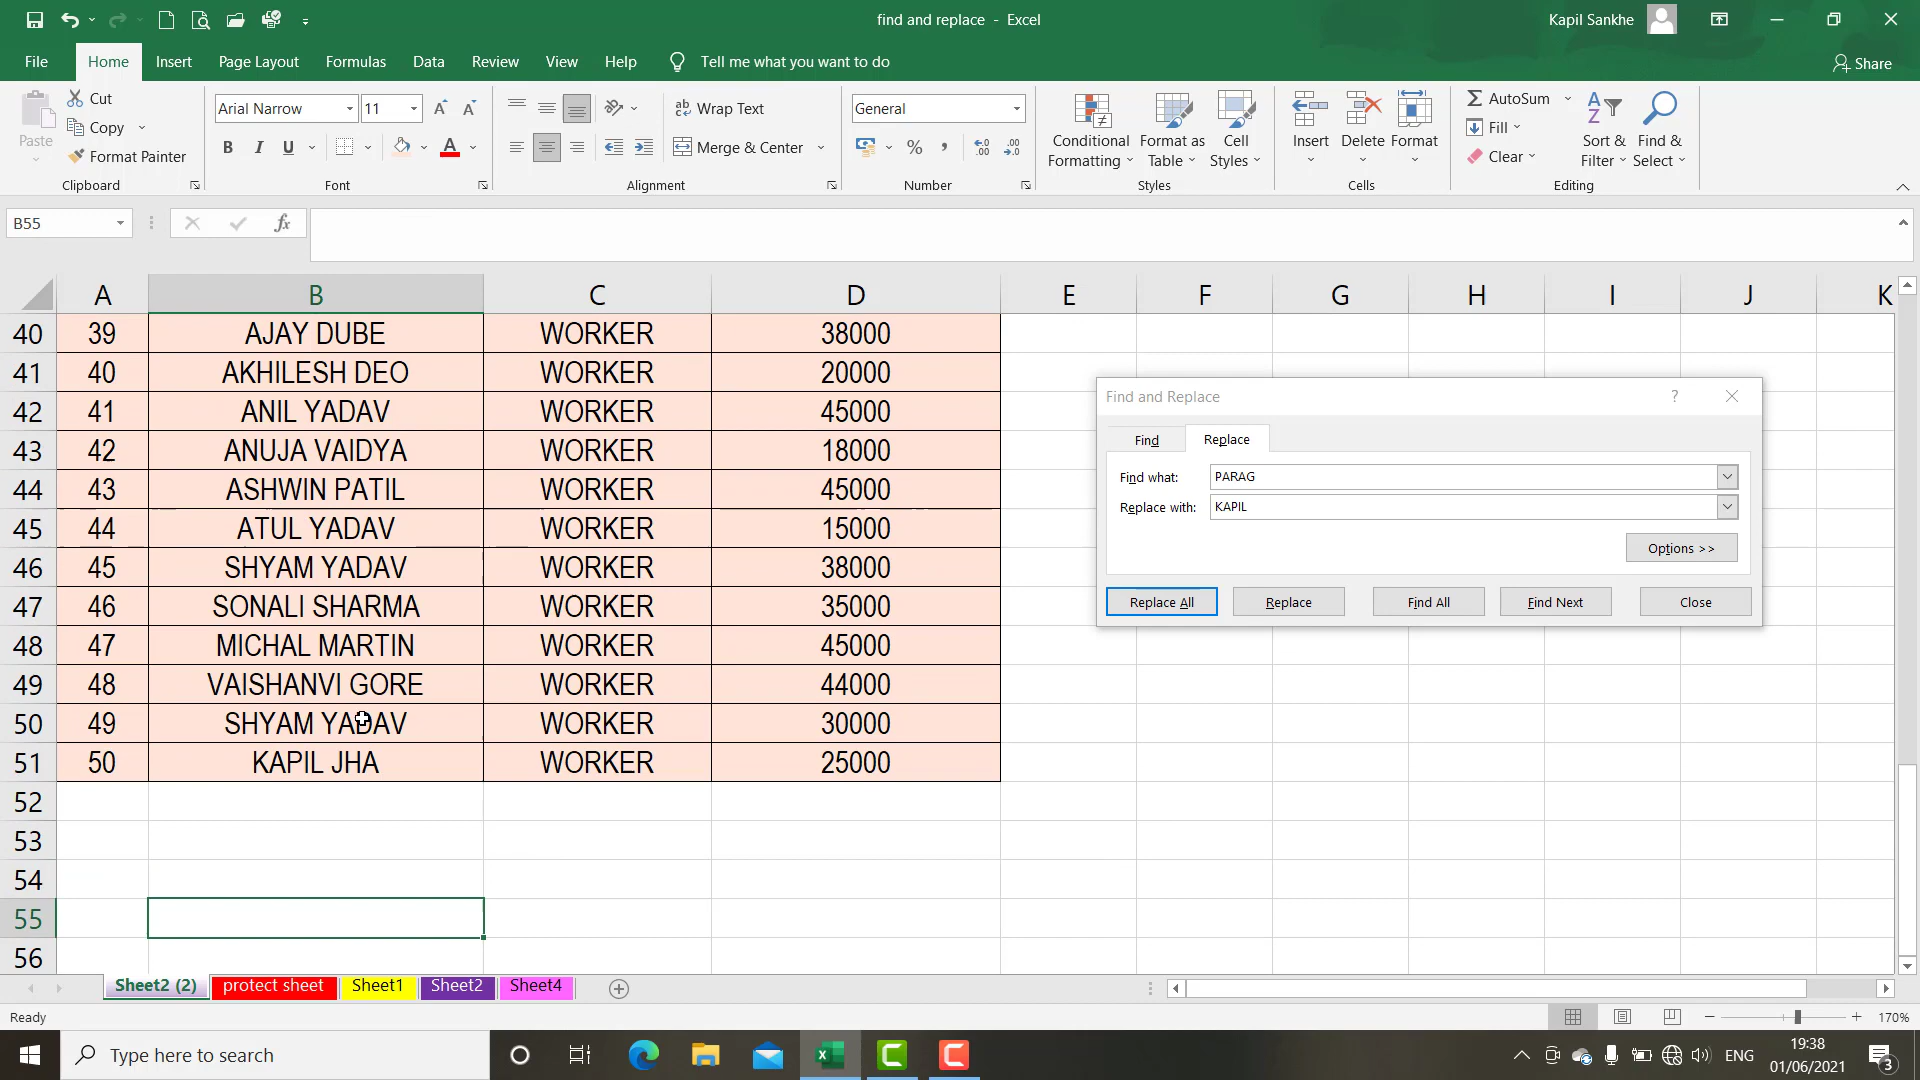 find and replace - Excel
Kapil Sankhe
File Home Insert Page Layout Formulas Data Review View Help Tell me what you want to do Share
Paste
Cut
Copy
Format Painter
Clipboard
Arial Narrow 11
B I U A
Font
Wrap Text
Merge & Center
Alignment
General
% ,
Number
Conditional Formatting
Format as Table
Cell Styles
Styles
Insert Delete Format
Cells
AutoSum
Fill
Clear
Sort & Filter
Find & Select
Editing
B55
fx
A B C D E F G H I J K
40 39 AJAY DUBE WORKER 38000
41 40 AKHILESH DEO WORKER 20000
42 41 ANIL YADAV WORKER 45000
43 42 ANUJA VAIDYA WORKER 18000
44 43 ASHWIN PATIL WORKER 45000
45 44 ATUL YADAV WORKER 15000
46 45 SHYAM YADAV WORKER 38000
47 46 SONALI SHARMA WORKER 35000
48 47 MICHAL MARTIN WORKER 45000
49 48 VAISHANVI GORE WORKER 44000
50 49 SHYAM YADAV WORKER 30000
51 50 KAPIL JHA WORKER 25000
52
53
54
55
56
Find and Replace ?
Find Replace
Find what: PARAG
Replace with: KAPIL
Options >>
Replace All Replace Find All Find Next Close
Sheet2 (2) protect sheet Sheet1 Sheet2 Sheet4
Ready
170%
Type here to search
ENG
19:38
01/06/2021
3